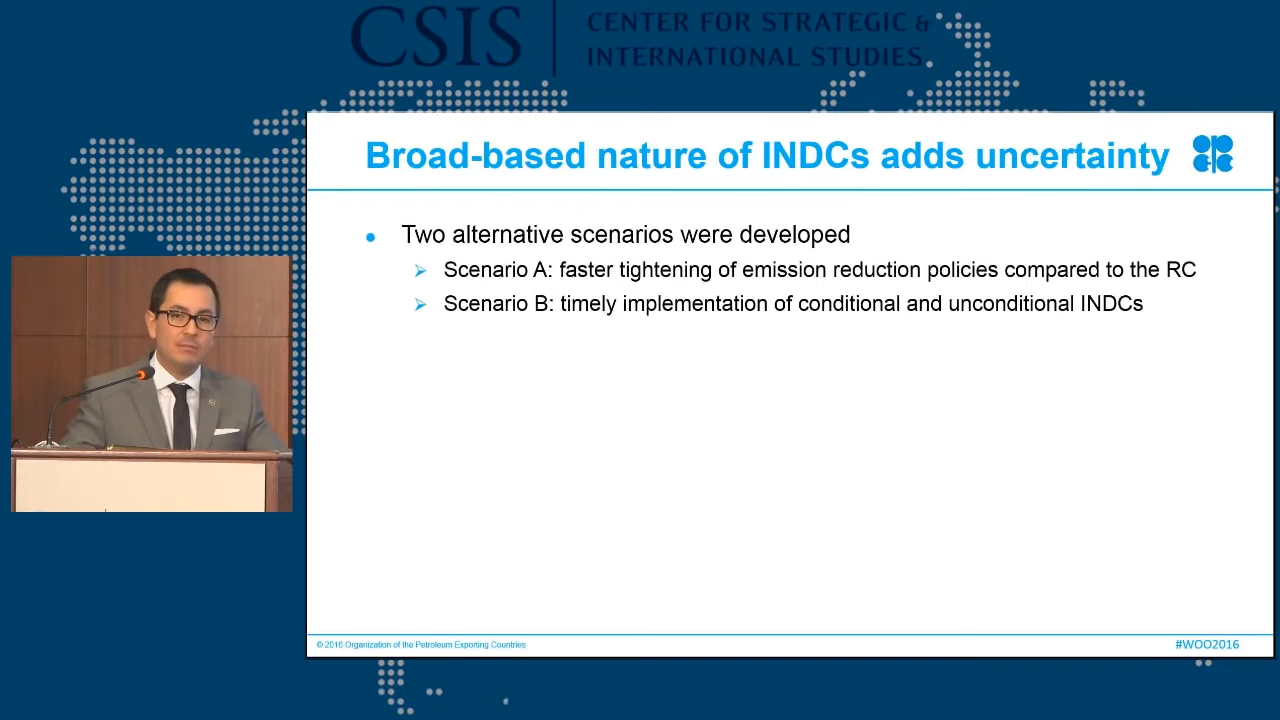 CSIS
CENTER FOR STRATEGIC &
INTERNATIONAL STUDIES
Broad-based nature of INDCs adds uncertainty
Two alternative scenarios were developed
Scenario A: faster tightening of emission reduction policies compared to the RC
Scenario B: timely implementation of conditional and unconditional INDCs
© 2016 Organization of the Petroleum Exporting Countries
#WOO2016